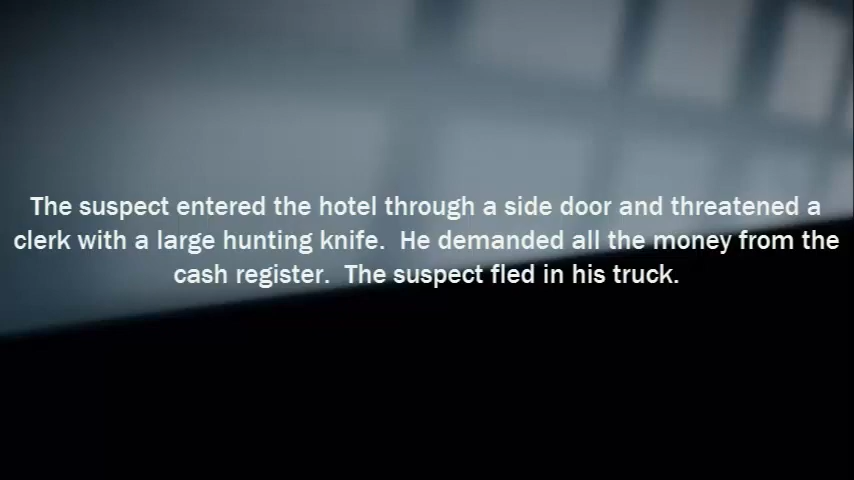 The suspect entered the hotel through a side door and threatened a
clerk with a large hunting knife.  He demanded all the money from the
cash register.  The suspect fled in his truck.